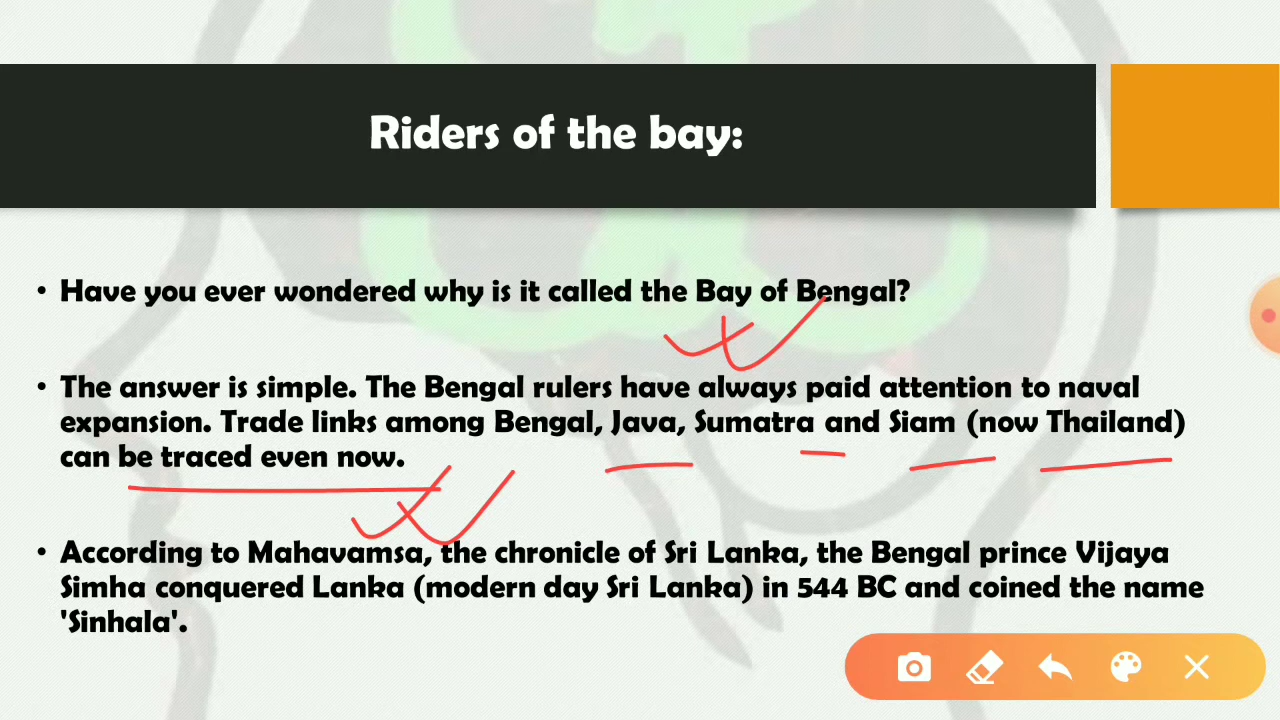 Riders of the bay:
• Have you ever wondered why is it called the Bay of Bengal?
• The answer is simple. The Bengal rulers have always paid attention to naval
expansion. Trade links among Bengal, Java, Sumatra and Siam (now Thailand)
can be traced even now.
• According to Mahavamsa, the chronicle of Sri Lanka, the Bengal prince Vijaya
Simha conquered Lanka (modern day Sri Lanka) in 544 BC and coined the name
'Sinhala'.